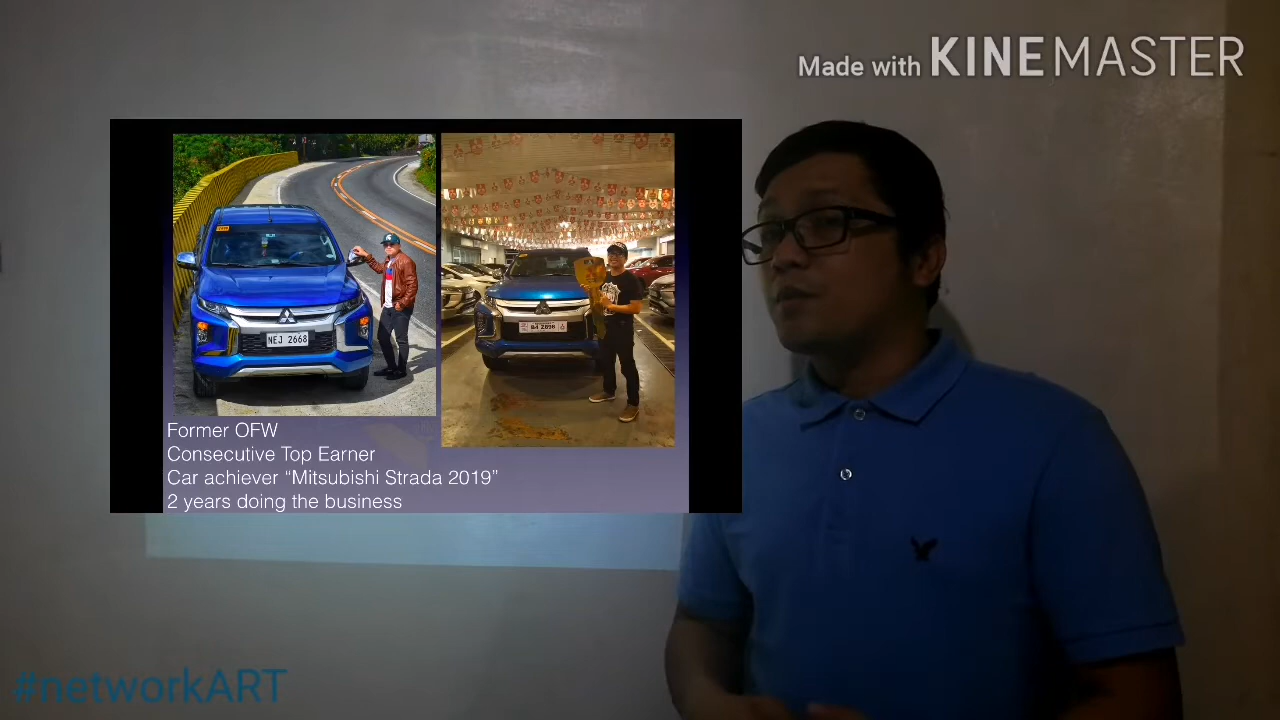 Made with KINEMASTER
NEJ 2668
Former OFW
Consecutive Top Earner
Car achiever “Mitsubishi Strada 2019”
2 years doing the business
#networkART